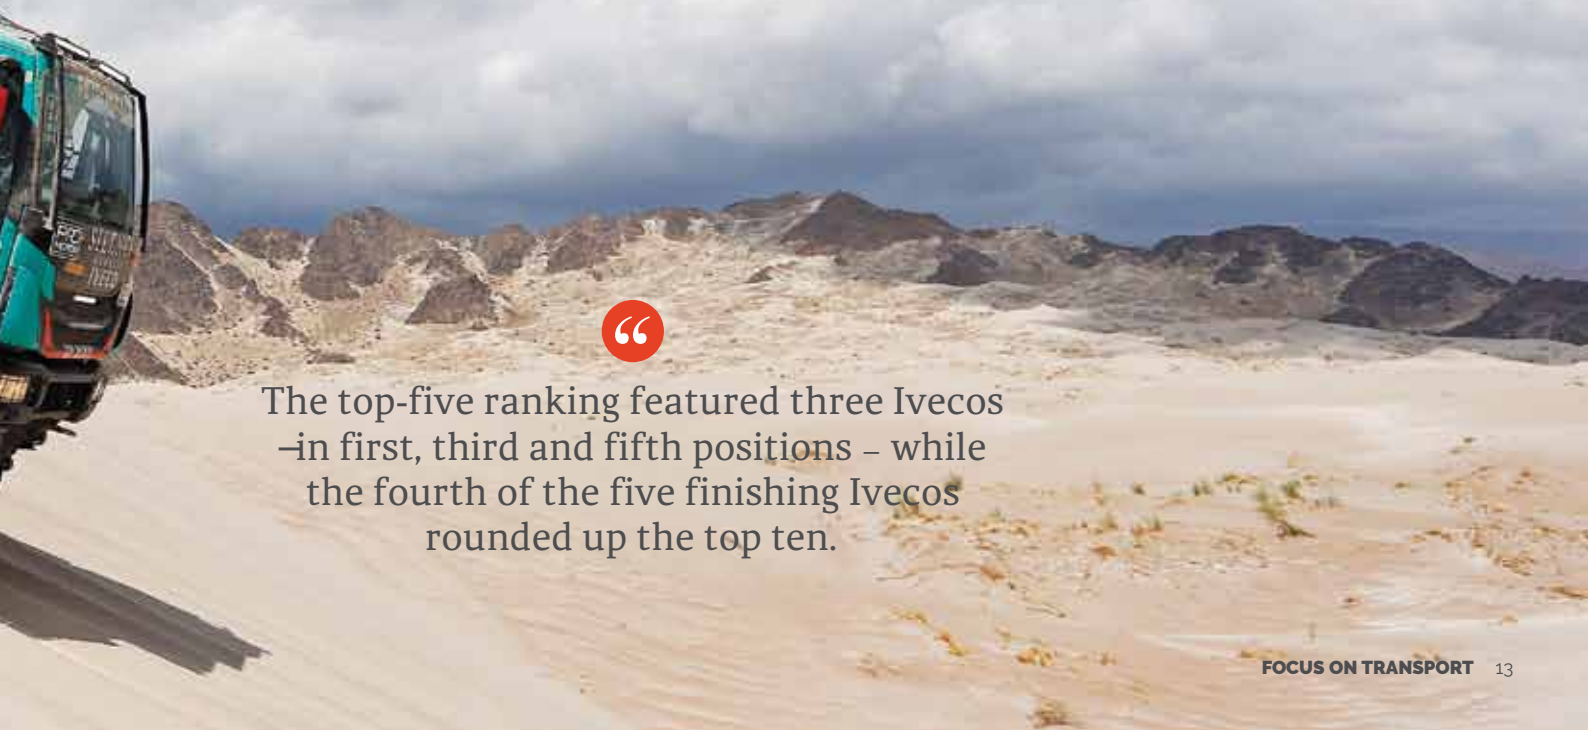 “
The top-five ranking featured three Ivecos
–in first, third and fifth positions – while
the fourth of the five finishing Ivecos
rounded up the top ten.
FOCUS ON TRANSPORT 13